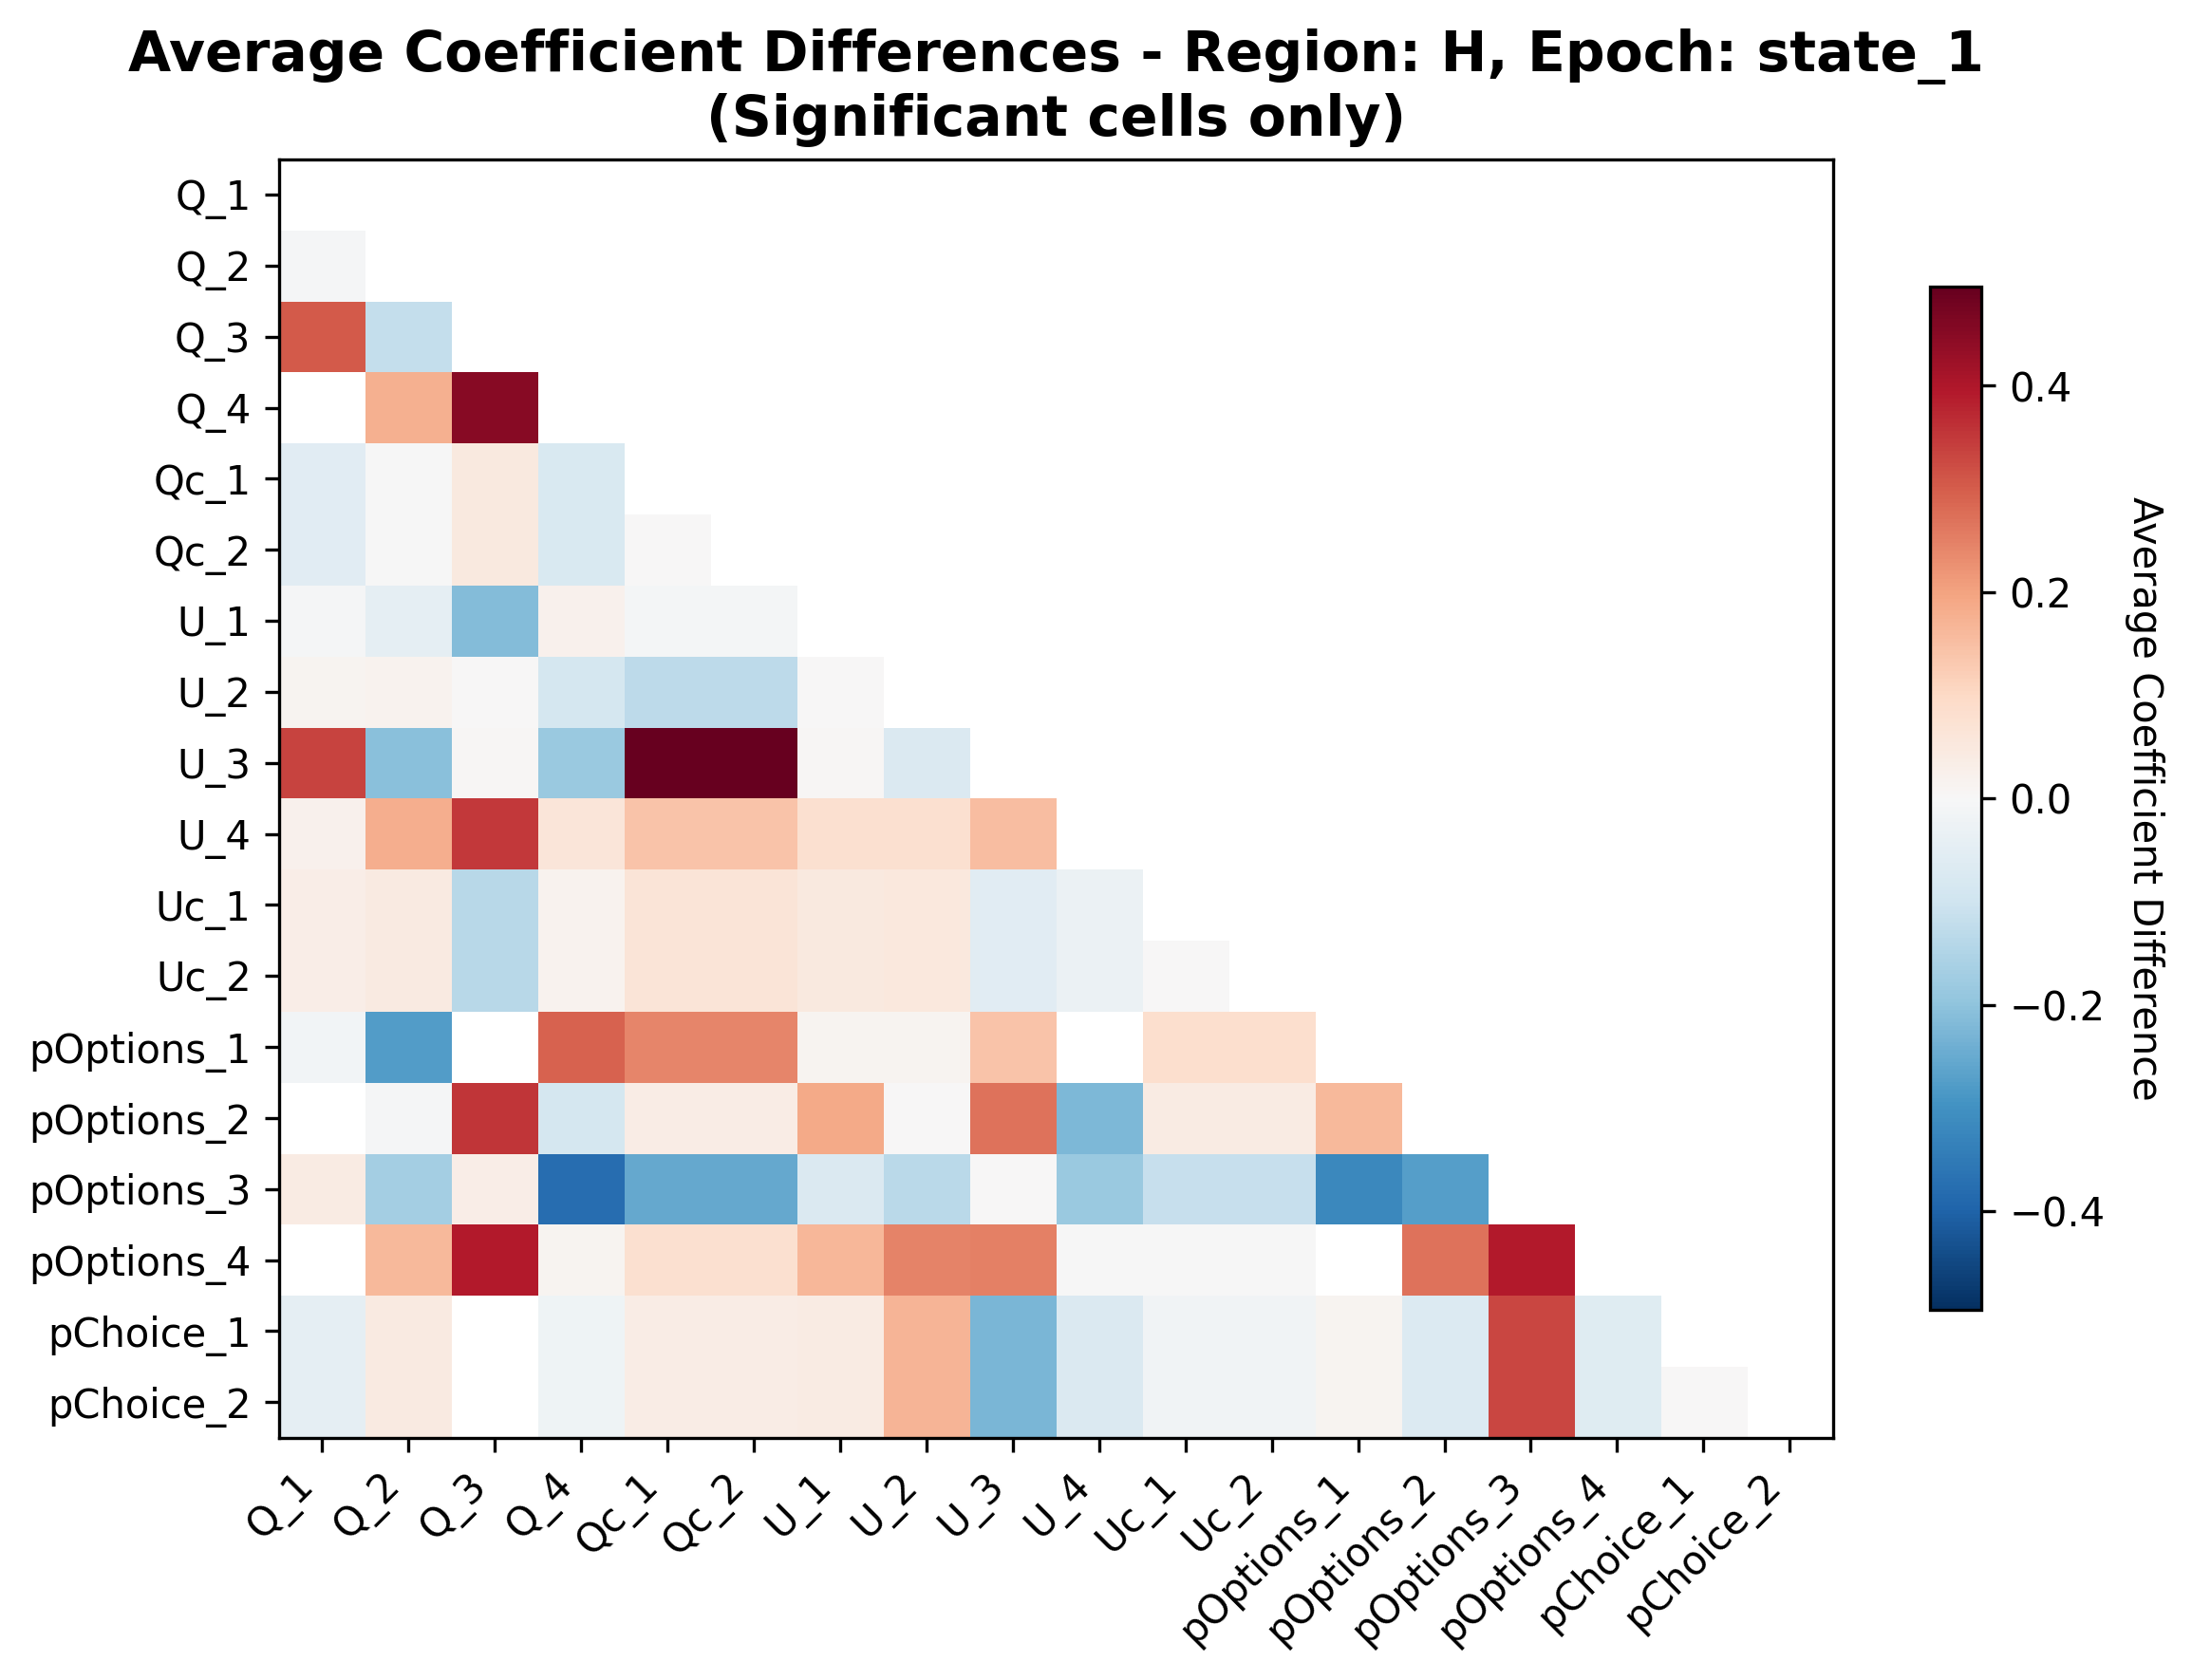 Average Coefficient Differences - Region: H, Epoch: state_1
(Significant cells only)
Q_1
Q_2
Q_3
Q_4
Qc_1
Qc_2
U_1
U_2
U_3
U_4
Uc_1
Uc_2
pOptions_1
pOptions_2
pOptions_3
pOptions_4
pChoice_1
pChoice_2
Q_1
Q_2
Q_3
Q_4
Qc_1
Qc_2
U_1
U_2
U_3
U_4
Uc_1
Uc_2
pOptions_1
pOptions_2
pOptions_3
pOptions_4
pChoice_1
pChoice_2
0.4
0.2
0.0
−0.2
−0.4
Average Coefficient Difference